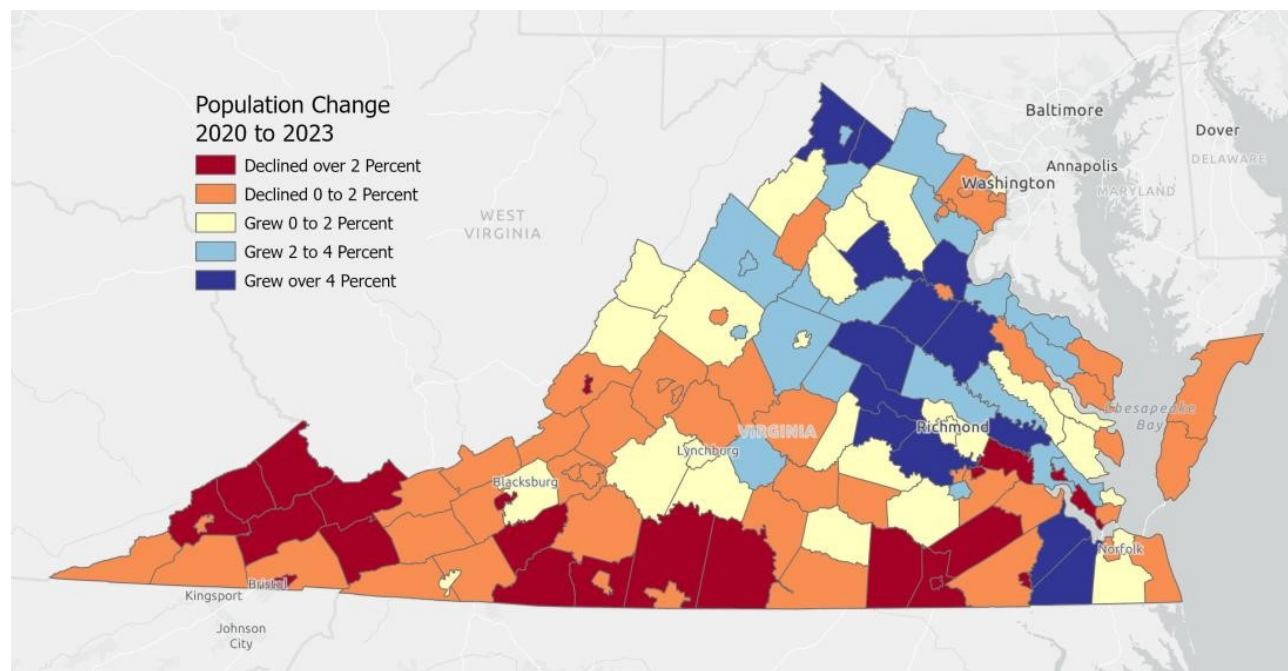 Population Change
2020 to 2023
Declined over 2 Percent
Declined 0 to 2 Percent
Grew 0 to 2 Percent
Grew 2 to 4 Percent
Grew over 4 Percent
Baltimore
Dover
DELAWARE
Annapolis
Washington
MARYLAND
WEST
VIRGINIA
Chesapeake
Bay
Richmond
VIRGINIA
Lynchburg
Blacksburg
Norfolk
Bristol
Kingsport
Johnson
City